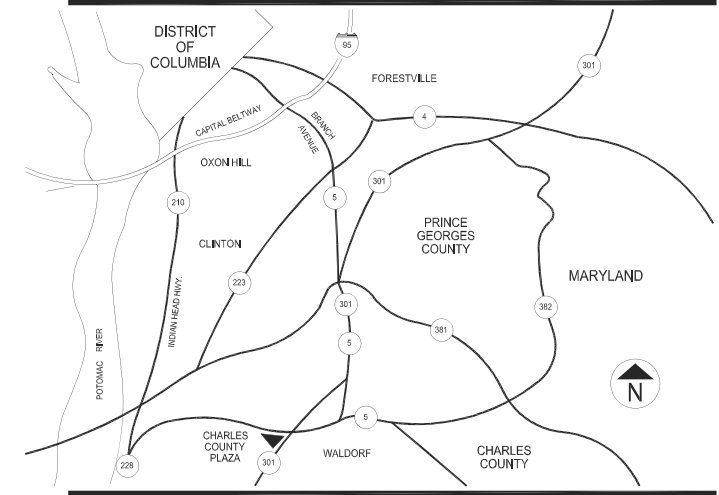 DISTRICT
OF
COLUMBIA
95
301
FORESTVILLE
4
CAPITAL BELTWAY
BRANCH
AVENUE
OXON HILL
301
210
5
PRINCE
GEORGES
COUNTY
CLINTON
MARYLAND
223
INDIAN HEAD HWY.
301
382
381
5
POTOMAC RIVER
N
5
CHARLES
COUNTY
PLAZA
WALDORF
CHARLES
COUNTY
228
301